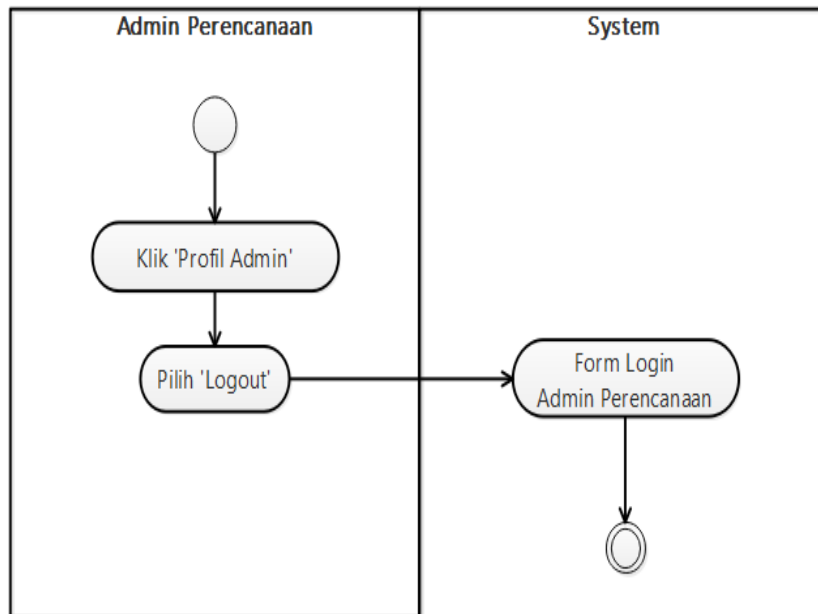 Admin Perencanaan
System
Klik 'Profil Admin'
Pilih 'Logout'
Form Login
Admin Perencanaan